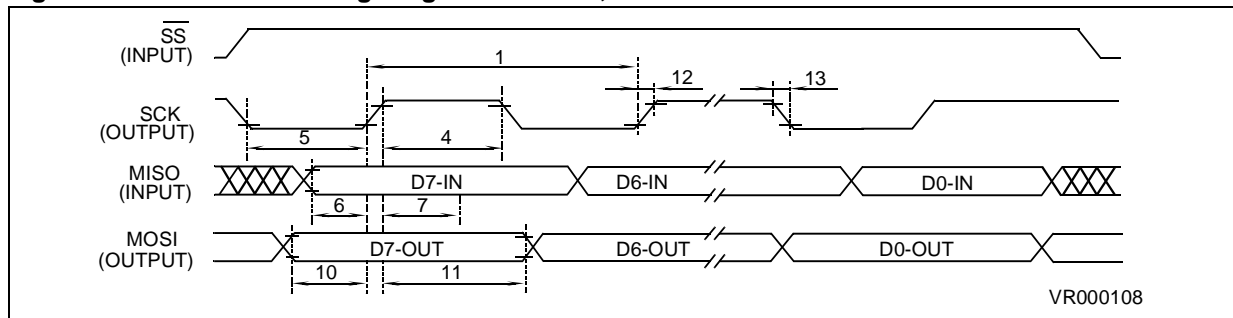 SS
(INPUT)
1
12
13
SCK
(OUTPUT)
5
4
MISO
(INPUT)
D7-IN
D6-IN
D0-IN
6
7
MOSI
(OUTPUT)
D7-OUT
D6-OUT
D0-OUT
10
11
VR000108